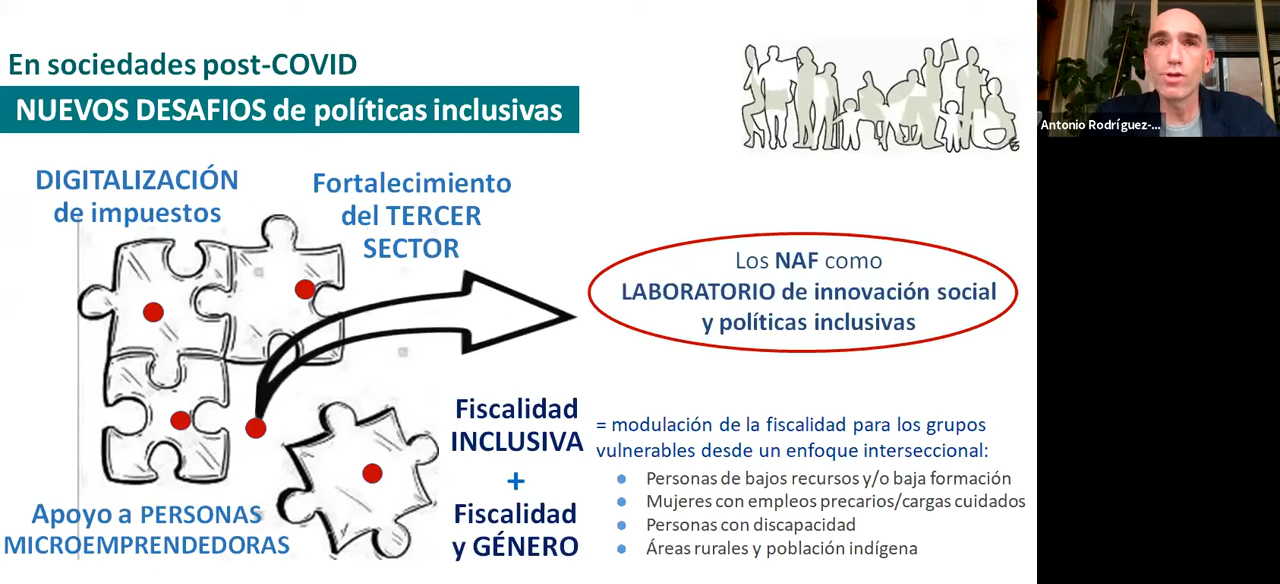 En sociedades post-COVID
NUEVOS DESAFIOS de políticas inclusivas
DIGITALIZACIÓN
de impuestos
Fortalecimiento
del TERCER
SECTOR
Los NAF como
LABORATORIO de innovación social
y políticas inclusivas
Fiscalidad
INCLUSIVA
+
Fiscalidad
y GÉNERO
= modulación de la fiscalidad para los grupos
vulnerables desde un enfoque interseccional:
Personas de bajos recursos y/o baja formación
Mujeres con empleos precarios/cargas cuidados
Personas con discapacidad
Áreas rurales y población indígena
Apoyo a PERSONAS
MICROEMPRENDEDORAS
Antonio Rodríguez-...